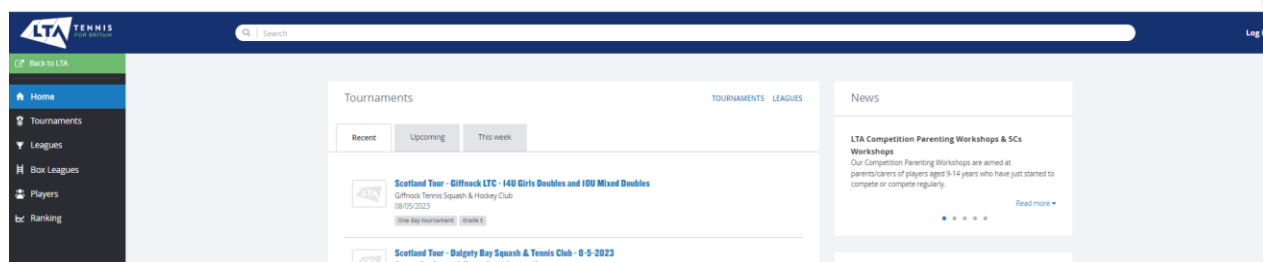 LTA TENNIS
FOR BRITAIN
Search
Log
Back to LTA
Home
Tournaments
Leagues
Box Leagues
Players
Ranking
Tournaments
TOURNAMENTS LEAGUES
Recent Upcoming This week
Scotland Tour - Giffnock LTC - 14U Girls Doubles and 10U Mixed Doubles
Giffnock Tennis Squash & Hockey Club
08/05/2023
One day tournament Grade 5
Scotland Tour - Dalgety Bay Squash & Tennis Club - 8-5-2023
News
LTA Competition Parenting Workshops & 5Cs
Workshops
Our Competition Parenting Workshops are aimed at
parents/carers of players aged 9-14 years who have just started to
compete or compete regularly.
Read more